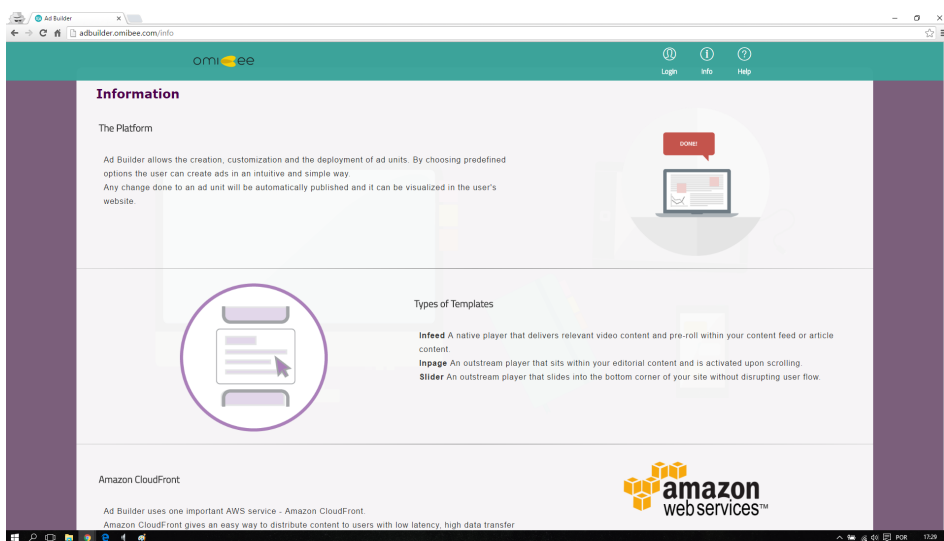 Ad Builder
adbuilder.omibee.com/info
omibee
Login
Info
Help
Information
The Platform
DONE!
Ad Builder allows the creation, customization and the deployment of ad units. By choosing predefined
options the user can create ads in an intuitive and simple way.
Any change done to an ad unit will be automatically published and it can be visualized in the user's
website.
Types of Templates
Infeed A native player that delivers relevant video content and pre-roll within your content feed or article
content.
Inpage An outstream player that sits within your editorial content and is activated upon scrolling.
Slider An outstream player that slides into the bottom corner of your site without disrupting user flow.
Amazon CloudFront
amazon
webservices™
Ad Builder uses one important AWS service - Amazon CloudFront.
Amazon CloudFront gives an easy way to distribute content to users with low latency, high data transfer
POR
17:29